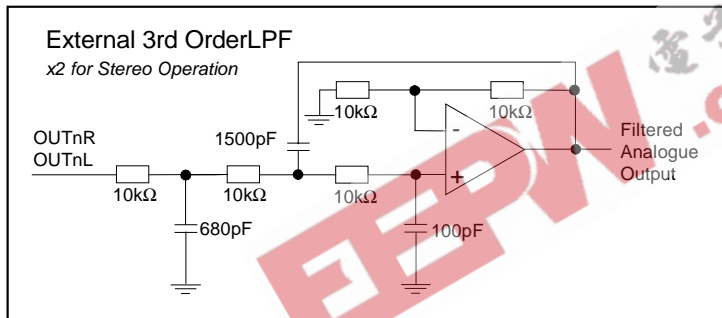 External 3rd OrderLPF
x2 for Stereo Operation
10kΩ
10kΩ
OUTnR
OUTnL
1500pF
-
+
Filtered
Analogue
Output
10kΩ
10kΩ
10kΩ
680pF
100pF
EEPW